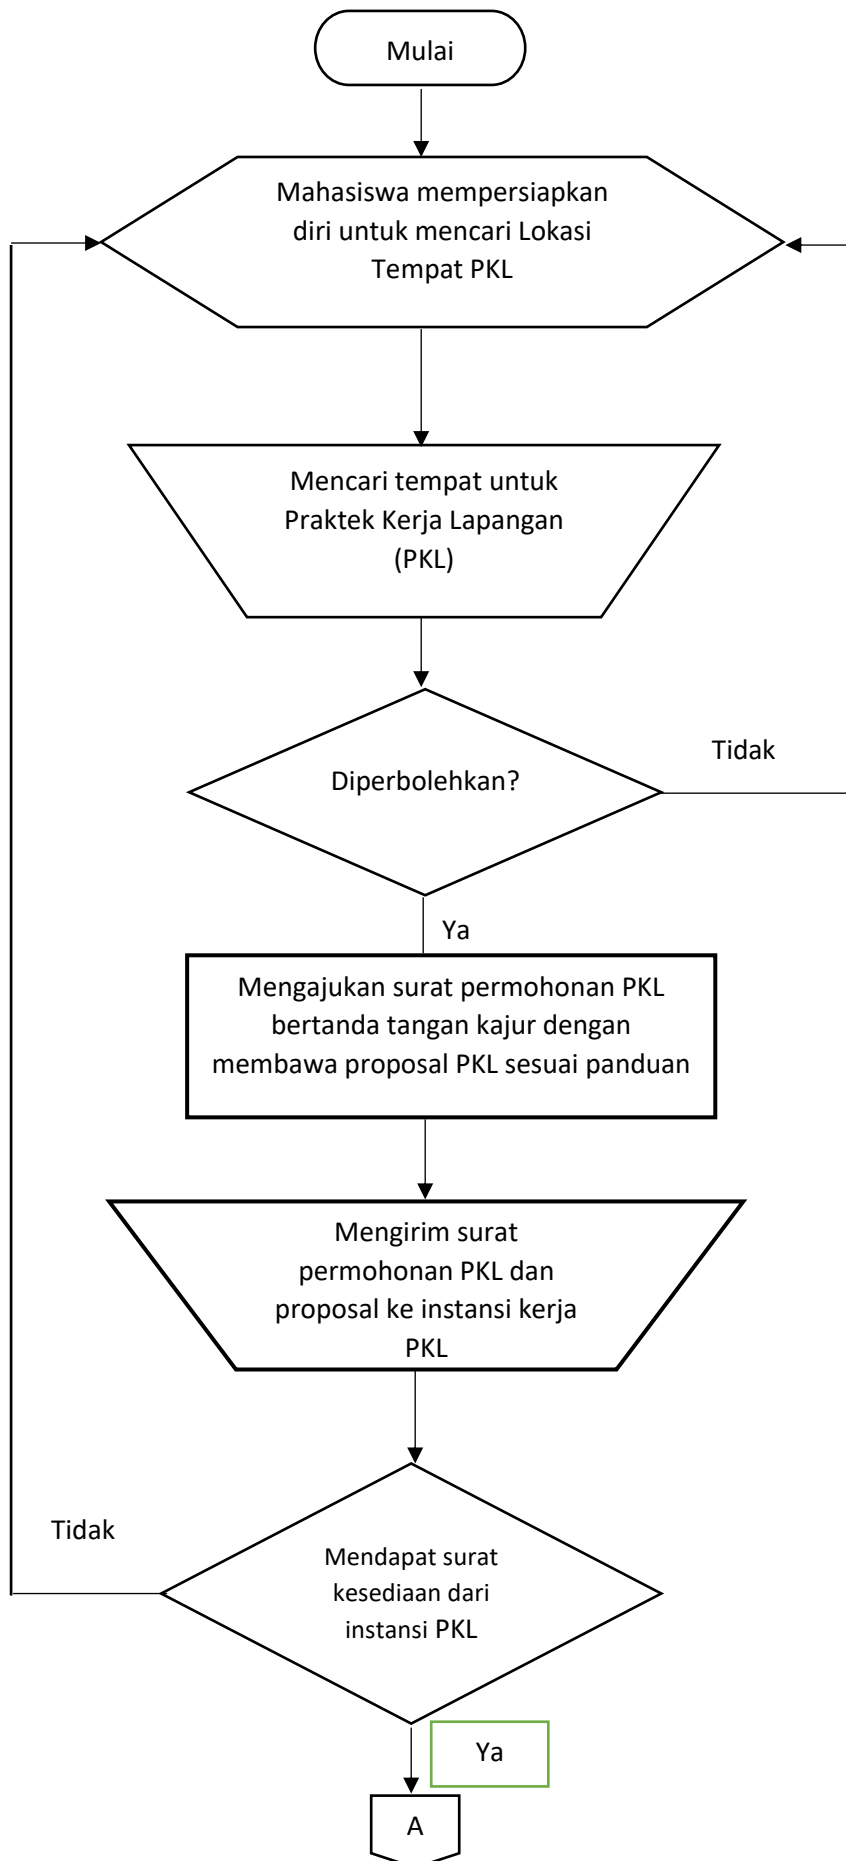 Mulai
Mahasiswa mempersiapkan
diri untuk mencari Lokasi
Tempat PKL
Mencari tempat untuk
Praktek Kerja Lapangan
(PKL)
Diperbolehkan?
Tidak
Ya
Mengajukan surat permohonan PKL
bertanda tangan kajur dengan
membawa proposal PKL sesuai panduan
Mengirim surat
permohonan PKL dan
proposal ke instansi kerja
PKL
Tidak
Mendapat surat
kesediaan dari
instansi PKL
Ya
A